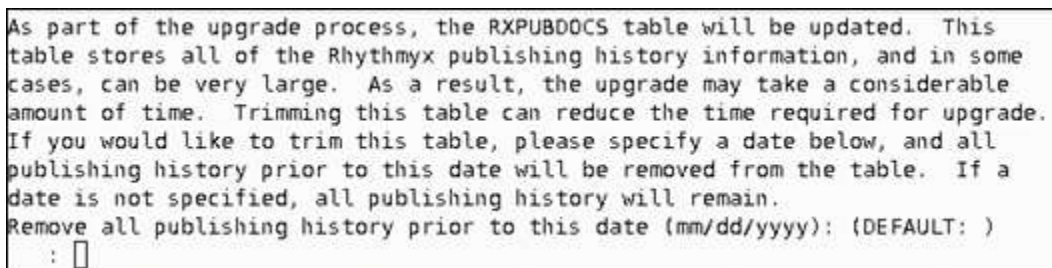 As part of the upgrade process, the RXPUBDOCS table will be updated.  This
table stores all of the Rhythmyx publishing history information, and in some
cases, can be very large.  As a result, the upgrade may take a considerable
amount of time.  Trimming this table can reduce the time required for upgrade.
If you would like to trim this table, please specify a date below, and all
publishing history prior to this date will be removed from the table.  If a
date is not specified, all publishing history will remain.
Remove all publishing history prior to this date (mm/dd/yyyy): (DEFAULT: )
   :